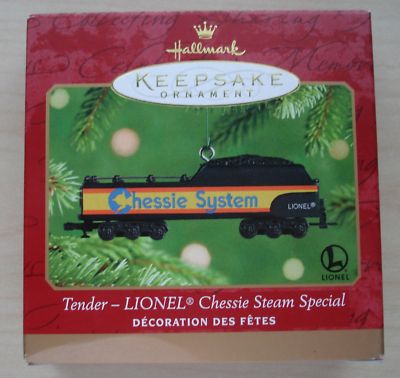 Hallmark
KEEPSAKE
ORNAMENT
Chessie System
LIONEL
L
LIONEL
Tender – LIONEL® Chessie Steam Special
DÉCORATION DES FÊTES